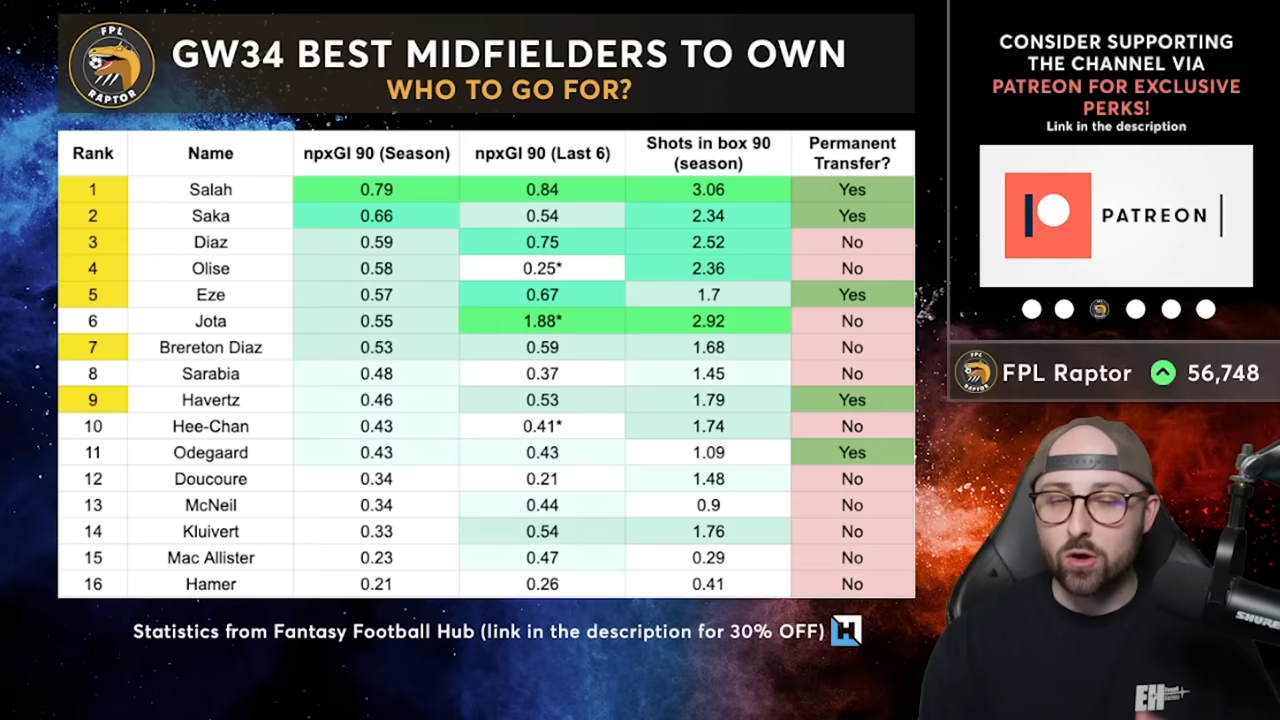 FPL
RAPTOR
GW34 BEST MIDFIELDERS TO OWN
WHO TO GO FOR?
Rank Name npxGI 90 (Season) npxGI 90 (Last 6) Shots in box 90 (season) Permanent Transfer?
1 Salah 0.79 0.84 3.06 Yes
2 Saka 0.66 0.54 2.34 Yes
3 Diaz 0.59 0.75 2.52 No
4 Olise 0.58 0.25* 2.36 No
5 Eze 0.57 0.67 1.7 Yes
6 Jota 0.55 1.88* 2.92 No
7 Brereton Diaz 0.53 0.59 1.68 No
8 Sarabia 0.48 0.37 1.45 No
9 Havertz 0.46 0.53 1.79 Yes
10 Hee-Chan 0.43 0.41* 1.74 No
11 Odegaard 0.43 0.43 1.09 Yes
12 Doucoure 0.34 0.21 1.48 No
13 McNeil 0.34 0.44 0.9 No
14 Kluivert 0.33 0.54 1.76 No
15 Mac Allister 0.23 0.47 0.29 No
16 Hamer 0.21 0.26 0.41 No
Statistics from Fantasy Football Hub (link in the description for 30% OFF)
CONSIDER SUPPORTING
THE CHANNEL VIA
PATREON FOR EXCLUSIVE
PERKS!
Link in the description
PATREON
FPL Raptor 56,748
SHURE
EH